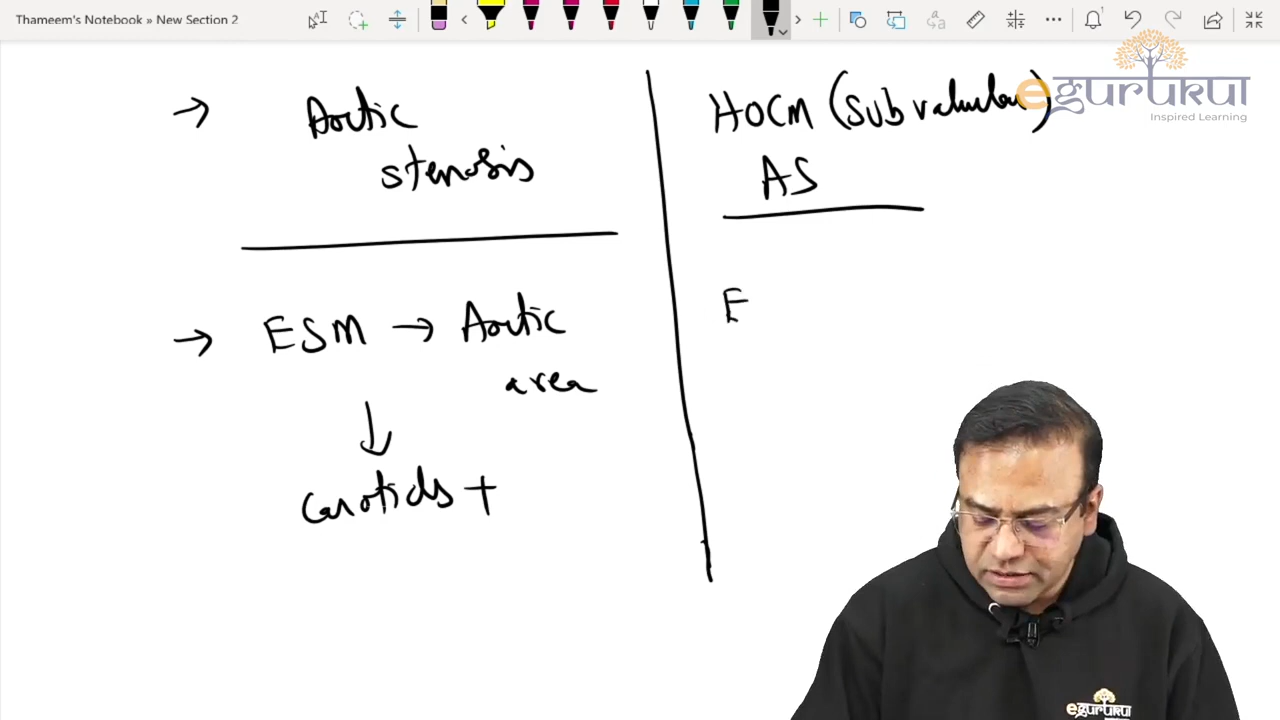 Thameem's Notebook » New Section 2
egurukul
Inspired Learning
→ Aortic
stenosis
HOCM (Subvalvular)
AS
→ ESM → Aortic
area
↓
Carotids +
E
egurukul